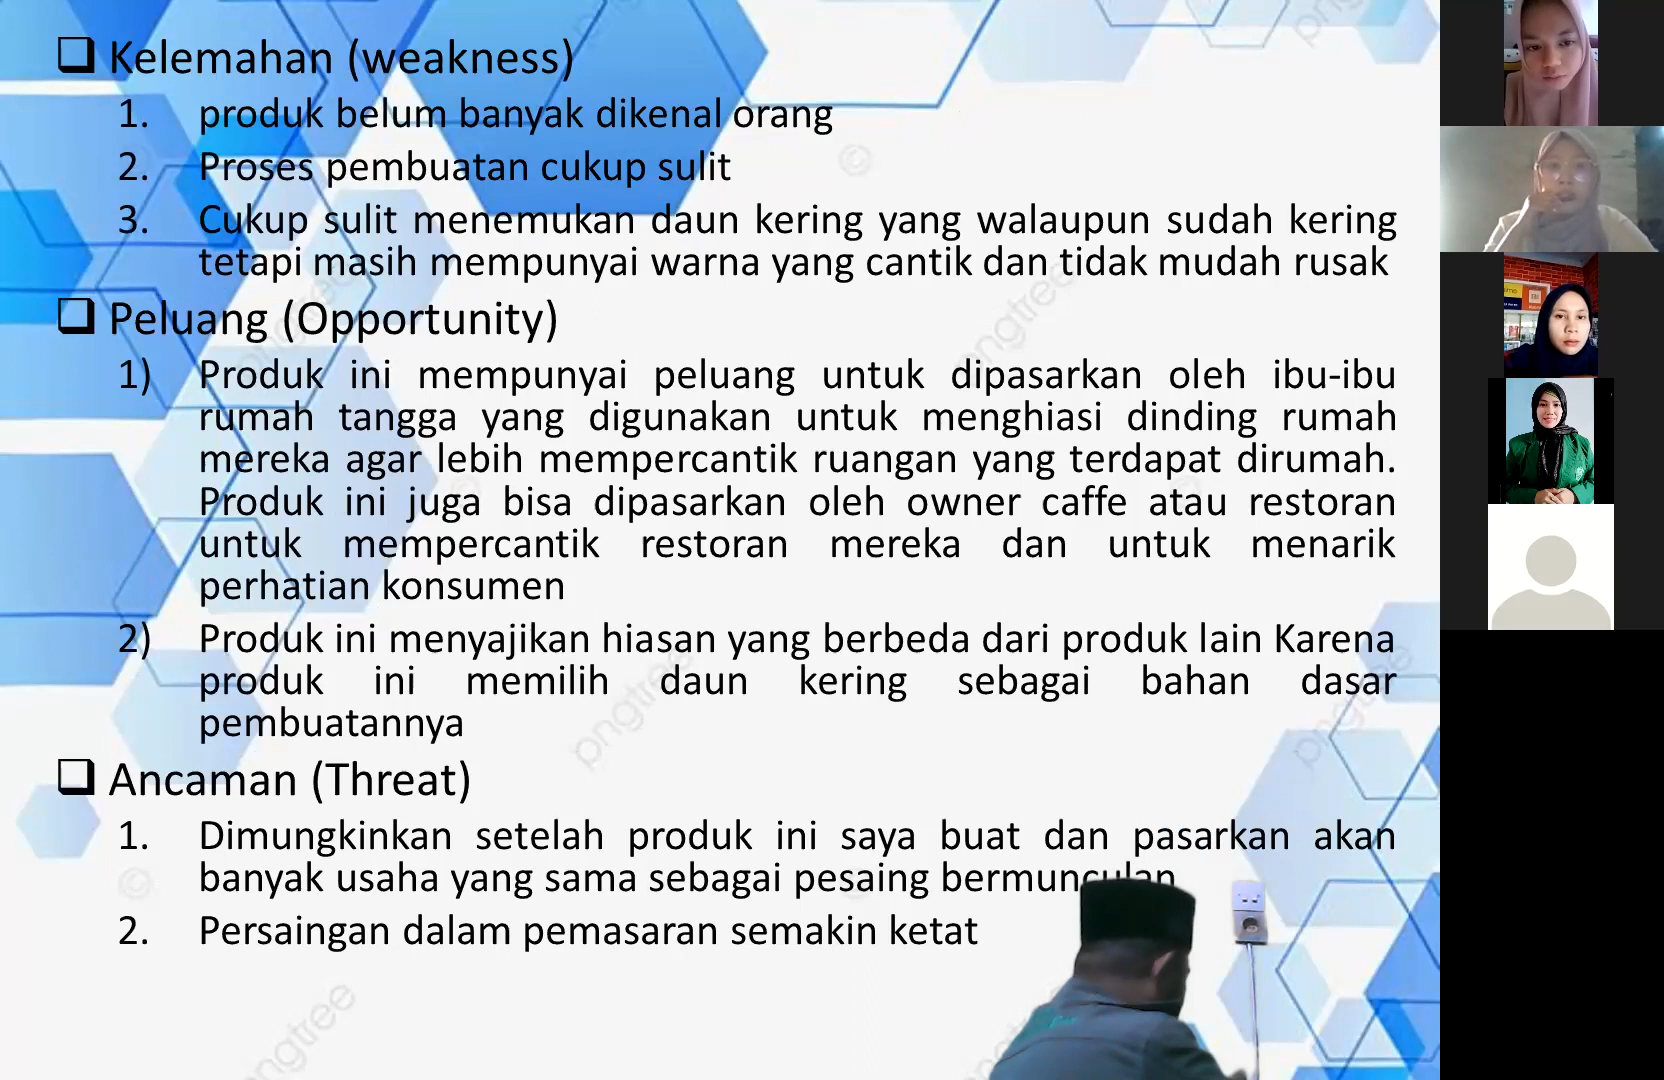 Kelemahan (weakness)
1. produk belum banyak dikenal orang
2. Proses pembuatan cukup sulit
3. Cukup sulit menemukan daun kering yang walaupun sudah kering
tetapi masih mempunyai warna yang cantik dan tidak mudah rusak
Peluang (Opportunity)
1) Produk ini mempunyai peluang untuk dipasarkan oleh ibu-ibu
rumah tangga yang digunakan untuk menghiasi dinding rumah
mereka agar lebih mempercantik ruangan yang terdapat dirumah.
Produk ini juga bisa dipasarkan oleh owner caffe atau restoran
untuk mempercantik restoran mereka dan untuk menarik
perhatian konsumen
2) Produk ini menyajikan hiasan yang berbeda dari produk lain Karena
produk ini memilih daun kering sebagai bahan dasar
pembuatannya
Ancaman (Threat)
1. Dimungkinkan setelah produk ini saya buat dan pasarkan akan
banyak usaha yang sama sebagai pesaing bermunculan
2. Persaingan dalam pemasaran semakin ketat
pngtree
pngtree
pngtree
pngtree